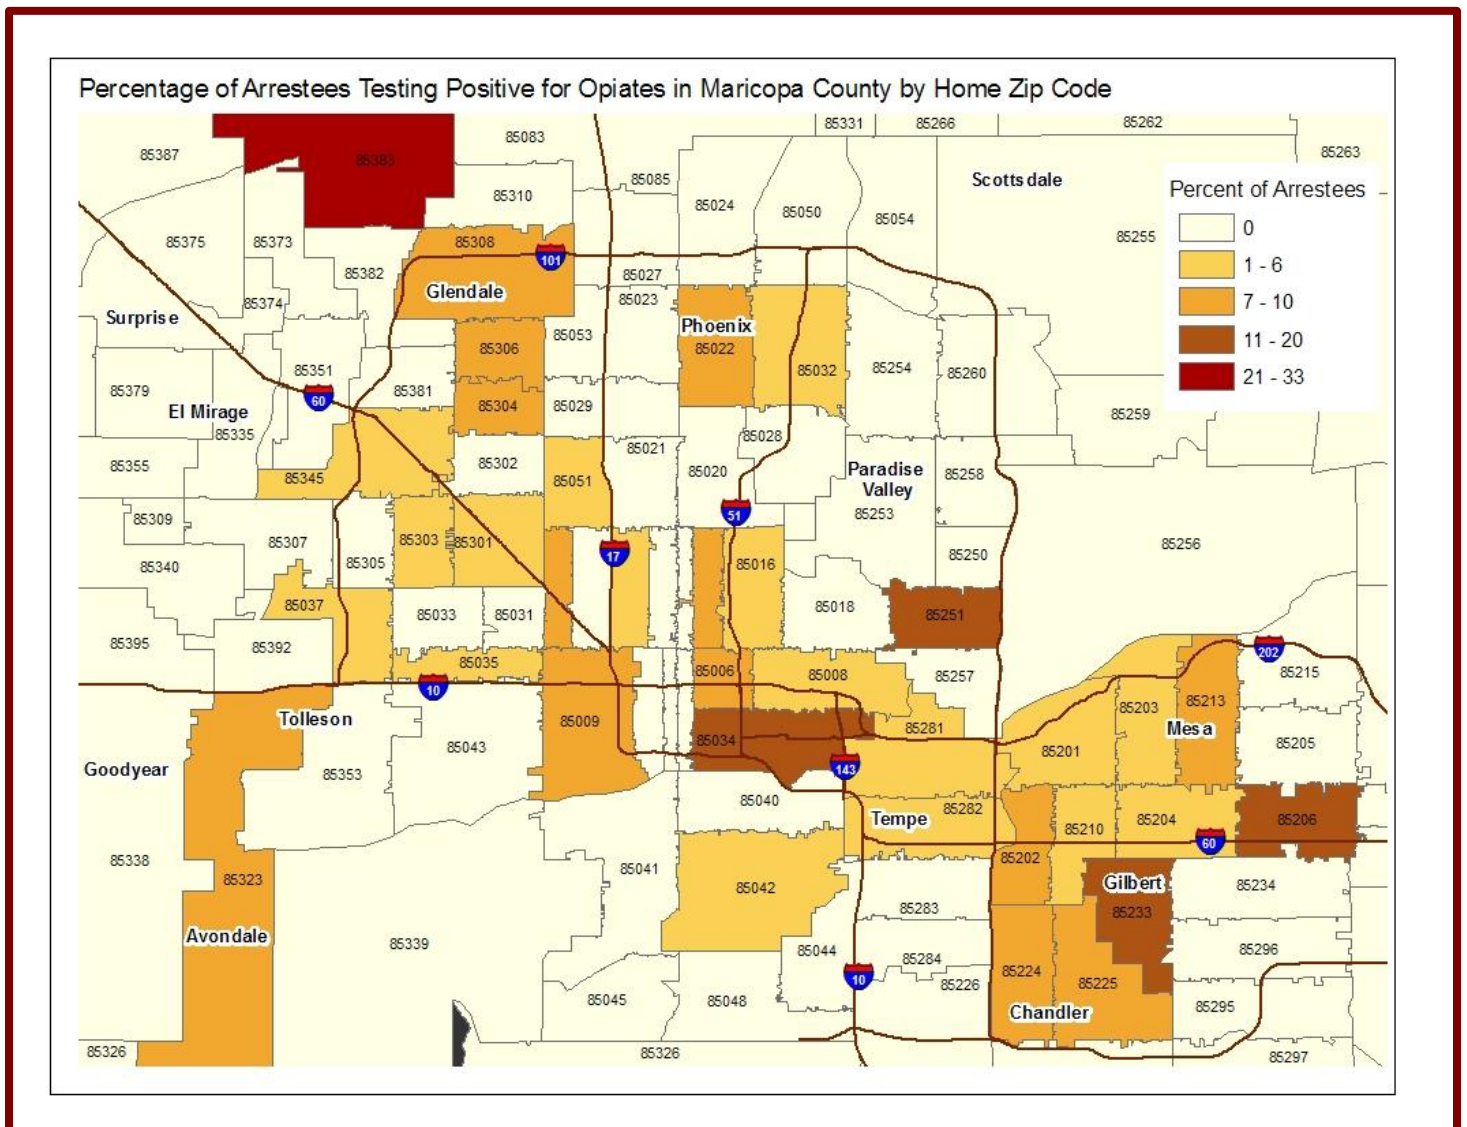 Percentage of Arrestees Testing Positive for Opiates in Maricopa County by Home Zip Code
85331 85266 85262
85083
85387 85383 85263
85085 Scottsdale Percent of Arrestees
85310 85024 85050 85054
0
85375 85373 85308 85255
101
85382 85027 1 - 6
Glendale
85374 85023 7 - 10
Surprise Phoenix
85053 11 - 20
85306 85022
85351 85032 85254 85260 21 - 33
85379 60 85381
El Mirage 85304 85029 85259
85335 85028
85355 85302 85021 85020 Paradise
Valley
85258
85345 85051
51 85253
85309
85307 85303 85301 17 85250 85256
85340 85305 85016
85037 85033 85031 85018 85251
85395 85392 202
85035 85006 85008 85257 85215
10
85203 85213
Tolleson 85009 85281 Mesa
85034 85201 85205
Goodyear 85353 85043 143
85040 85282
Tempe 85210 85204 85206
85338 60
85202
85323 85041 85042 Gilbert 85234
85283 85233
Avondale 85339 85044 85296
85284 85224 85225
10 85226
85045 85048 Chandler 85295
85326 85326 85297